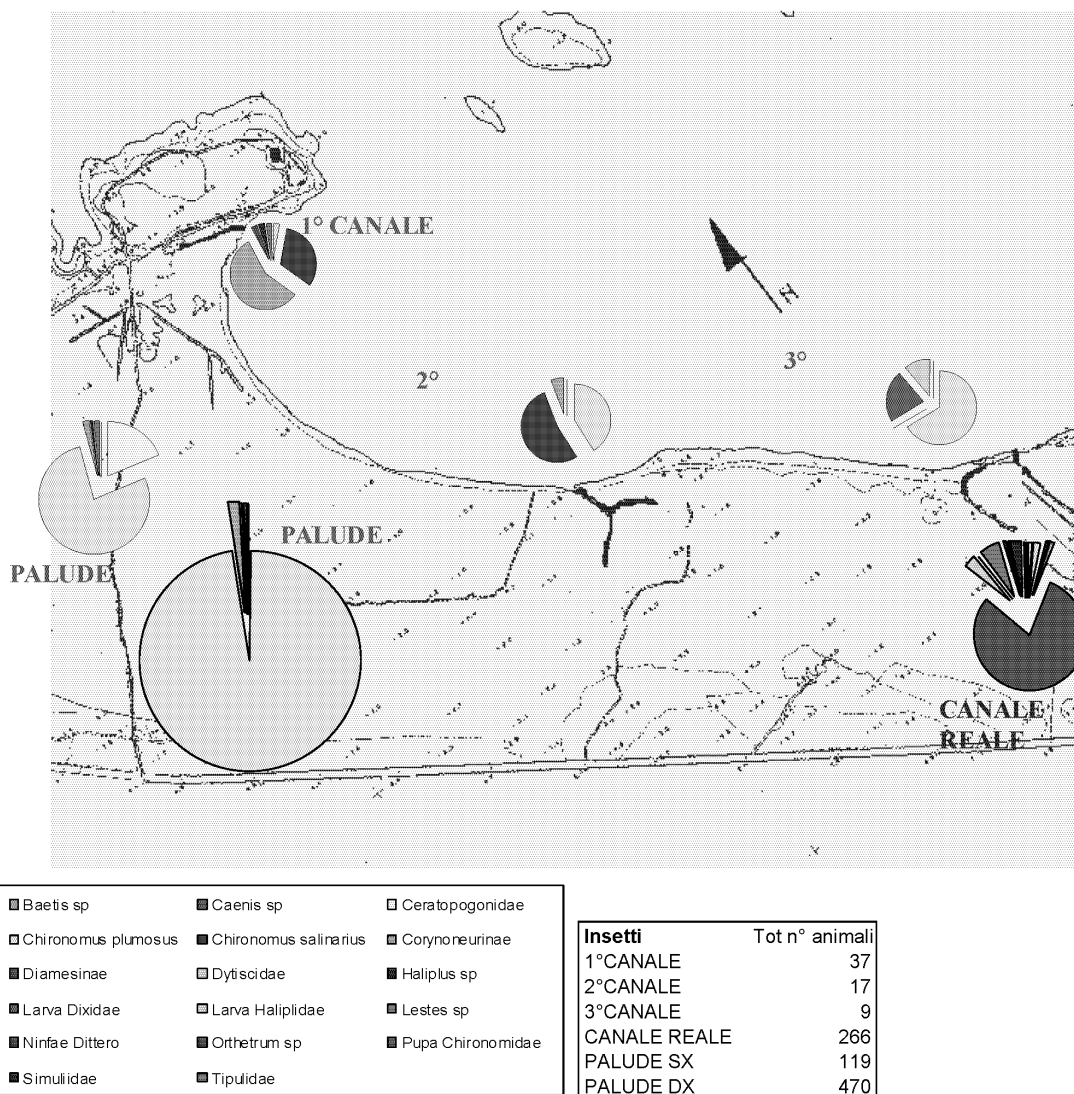 1° CANALE
2°
3°
PALUDE
PALUDE
CANALE
REALE
Baetis sp Caenis sp Ceratopogonidae
Chironomus plumosus Chironomus salinarius Corynoneurinae
Diamesinae Dytiscidae Haliplus sp
Larva Dixidae Larva Haliplidae Lestes sp
Ninfae Dittero Orthetrum sp Pupa Chironomidae
Simuliidae Tipulidae
Insetti Tot n° animali
1°CANALE 37
2°CANALE 17
3°CANALE 9
CANALE REALE 266
PALUDE SX 119
PALUDE DX 470